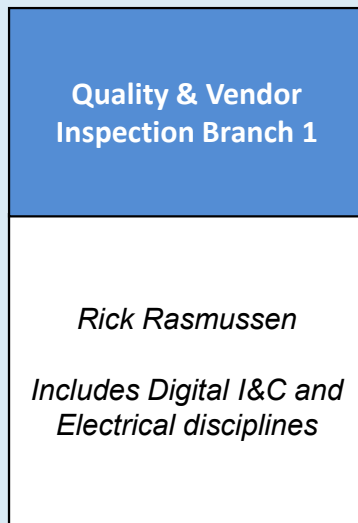 Quality & Vendor
Inspection Branch 1
Rick Rasmussen
Includes Digital I&C and
Electrical disciplines